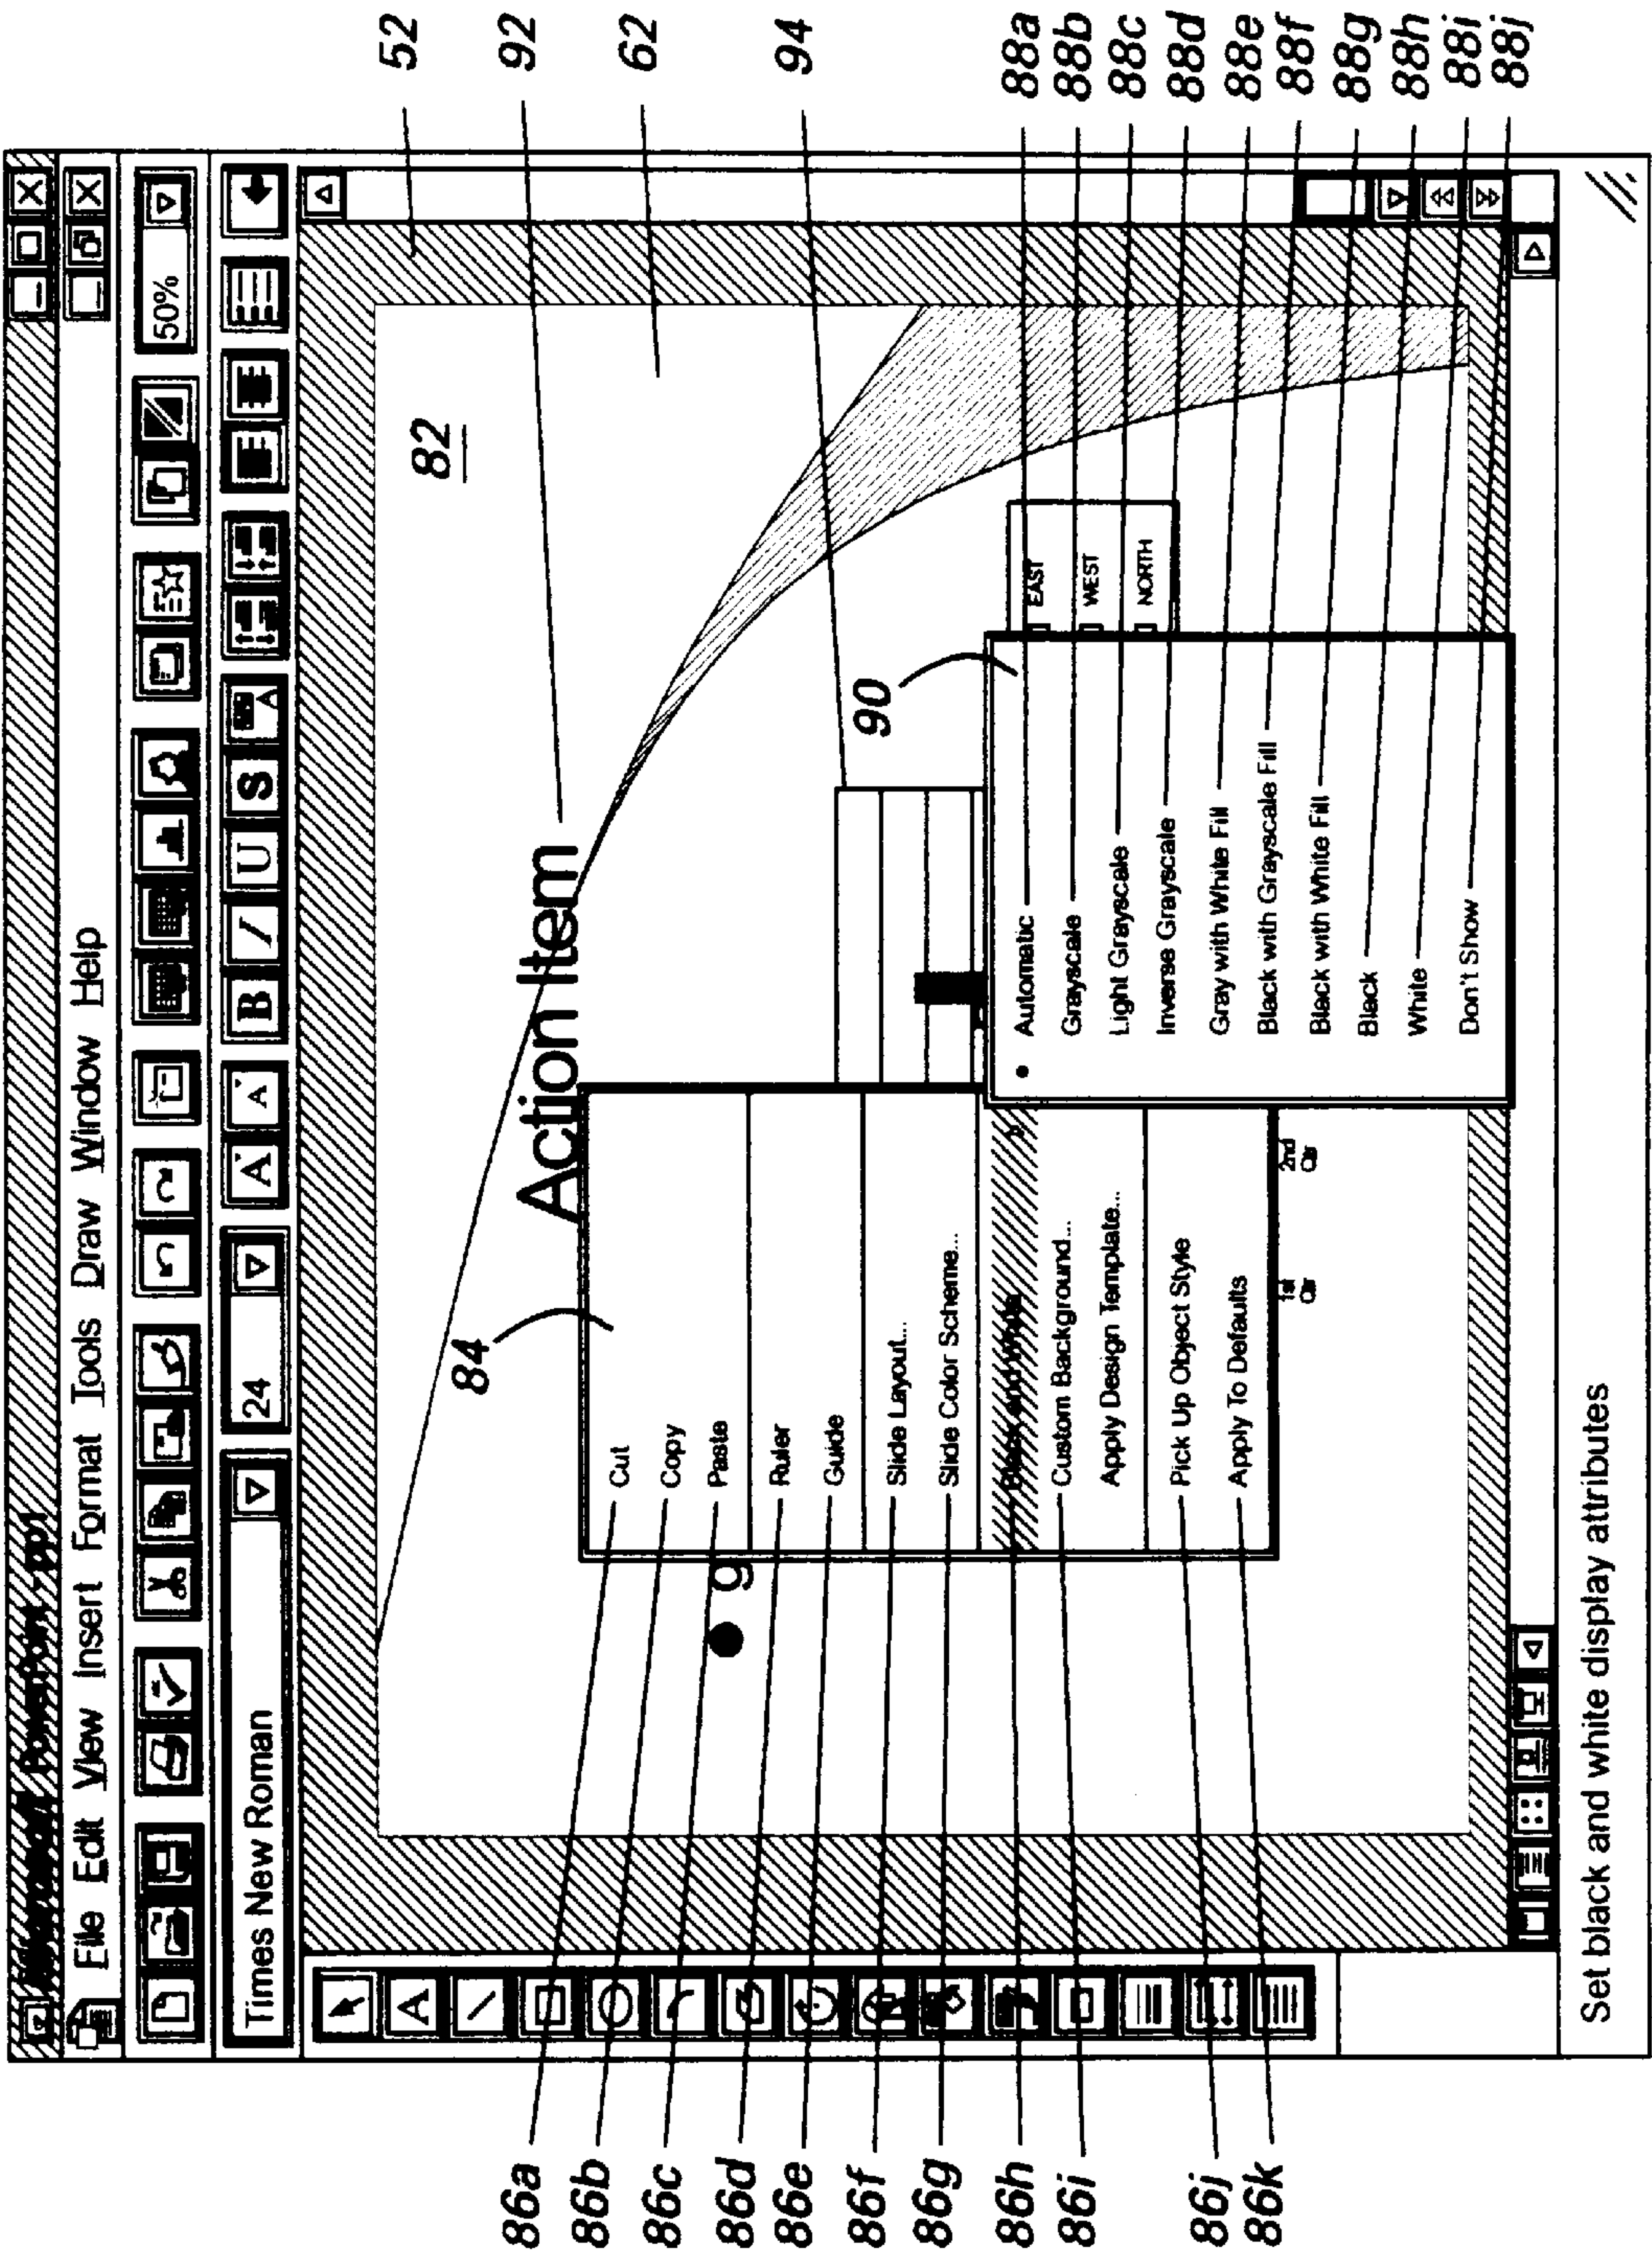 Microsoft PowerPoint - pp1
File Edit View Insert Format Tools Draw Window Help
50%
Times New Roman
24
A A B I U S
52
92
62
94
82
Action Item
84
90
86a
86b
86c
86d
86e
86f
86g
86h
86i
86j
86k
Cut
Copy
Paste
Ruler
Guide
Slide Layout...
Slide Color Scheme...
Black and White
Custom Background...
Apply Design Template...
Pick Up Object Style
Apply To Defaults
g
1st Qtr
2nd Qtr
Automatic
Grayscale
Light Grayscale
Inverse Grayscale
Gray with White Fill
Black with Grayscale Fill
Black with White Fill
Black
White
Don't Show
EAST
WEST
NORTH
88a
88b
88c
88d
88e
88f
88g
88h
88i
88j
Set black and white display attributes